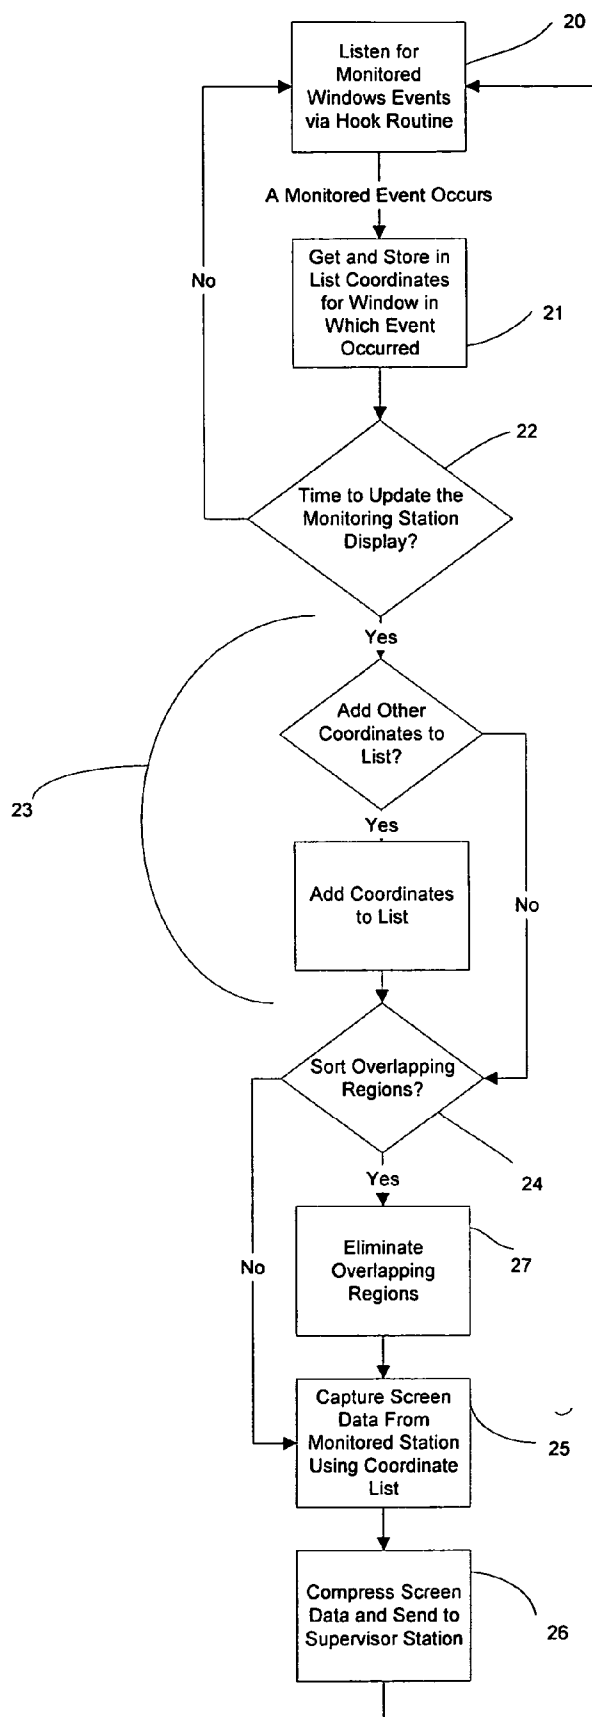 20
Listen for
Monitored
Windows Events
via Hook Routine
A Monitored Event Occurs
Get and Store in
List Coordinates
for Window in
Which Event
Occurred
21
No
22
Time to Update the
Monitoring Station
Display?
Yes
Add Other
Coordinates to
List?
23
Yes
Add Coordinates
to List
No
Sort Overlapping
Regions?
24
Yes
Eliminate
Overlapping
Regions
27
No
Capture Screen
Data From
Monitored Station
Using Coordinate
List
25
Compress Screen
Data and Send to
Supervisor Station
26